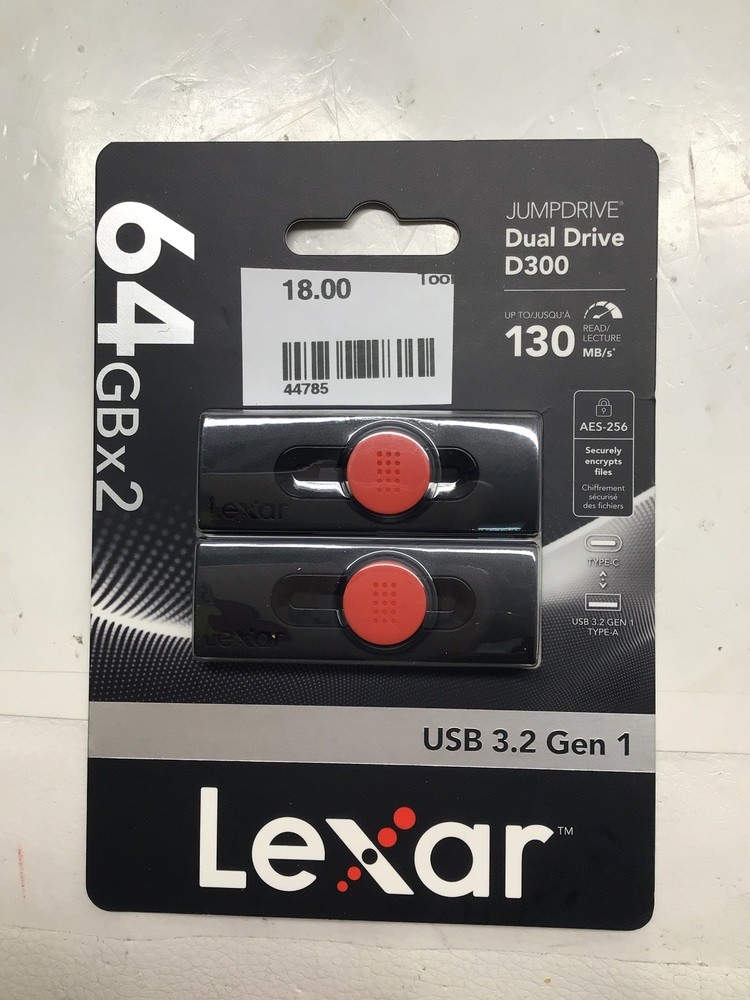 64GBx2
JUMPDRIVE®
Dual Drive
D300
18.00
44785
UP TO/JUSQU'À
130
READ/
LECTURE
MB/s*
AES-256
Securely
encrypts
files
Chiffrement
sécurisé
des fichiers
Lexar
Lexar
TYPE-C
USB 3.2 GEN 1
TYPE-A
USB 3.2 Gen 1
Lexar™